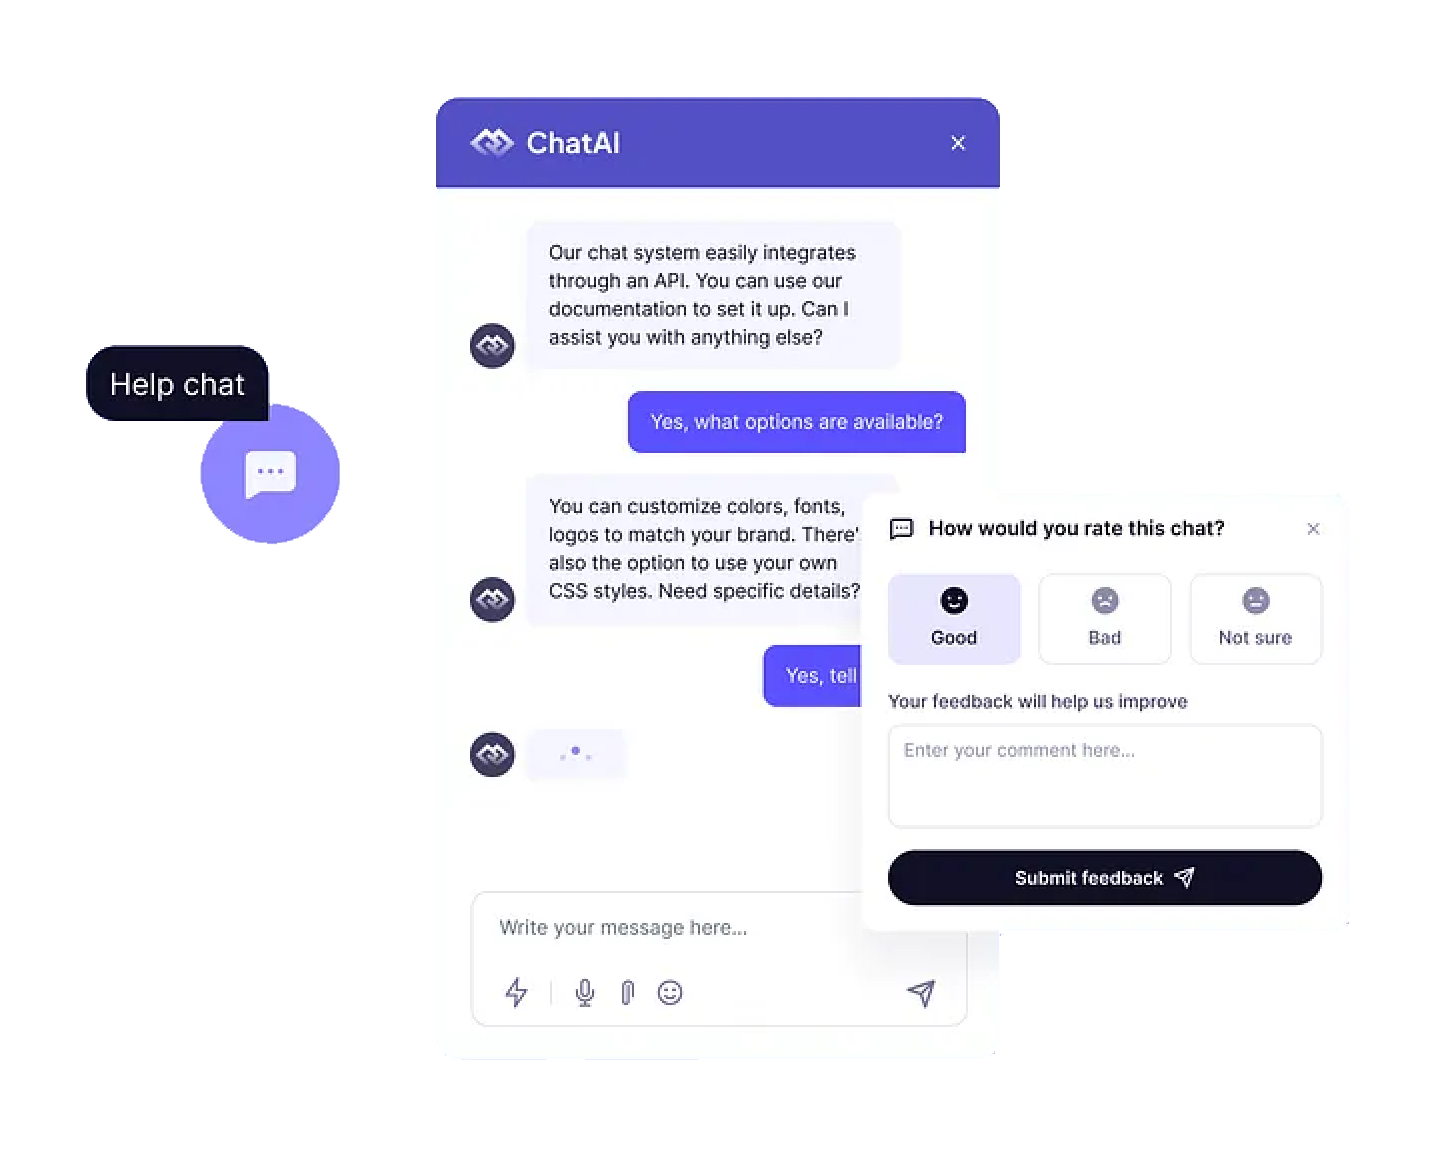 ChatAI
Our chat system easily integrates
through an API. You can use our
documentation to set it up. Can I
assist you with anything else?
Help chat
Yes, what options are available?
You can customize colors, fonts,
logos to match your brand. There'
also the option to use your own
CSS styles. Need specific details?
Yes, tell
How would you rate this chat?
Good
Bad
Not sure
Your feedback will help us improve
Enter your comment here...
Submit feedback
Write your message here...